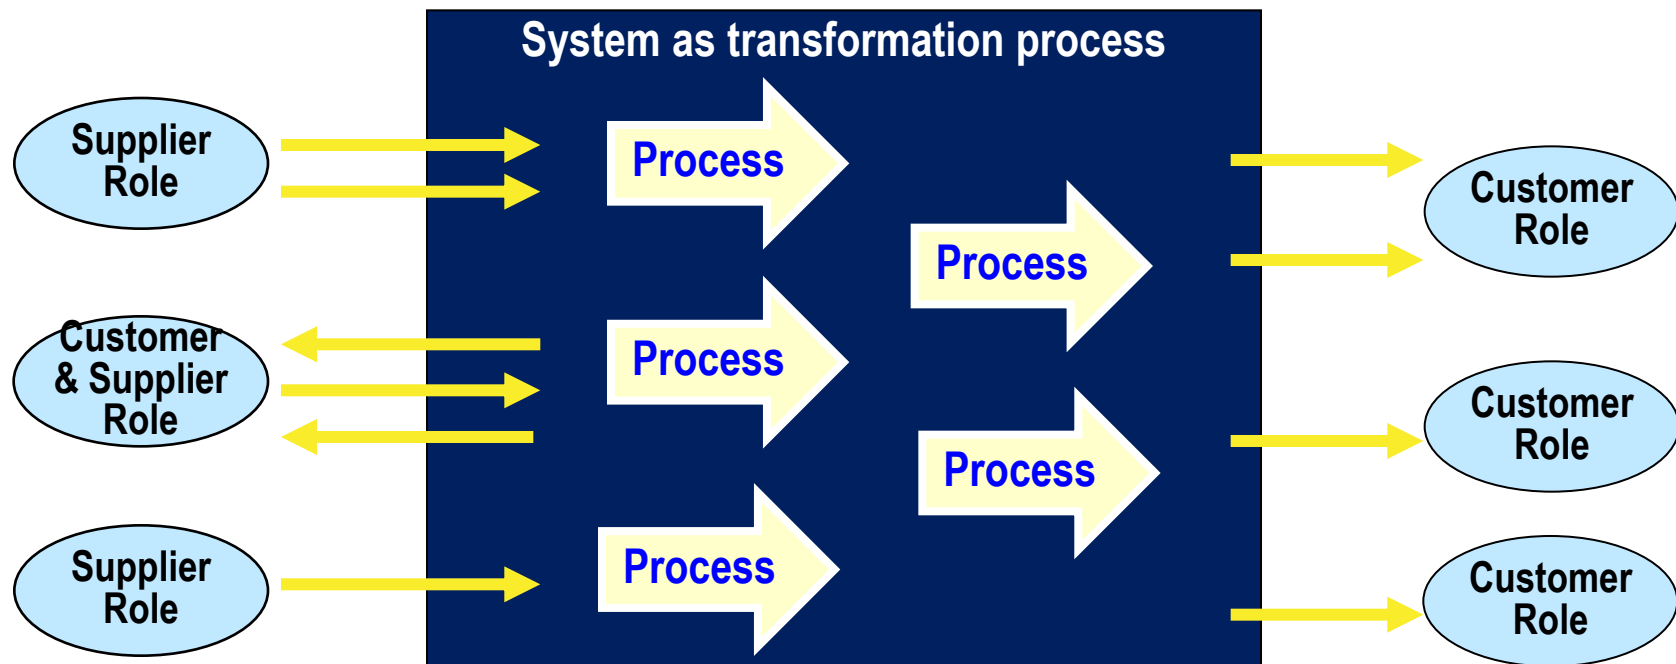 System as transformation process
Supplier
Role
Process
Customer
Role
Process
Customer
& Supplier
Role
Process
Customer
Role
Process
Supplier
Role
Process
Customer
Role